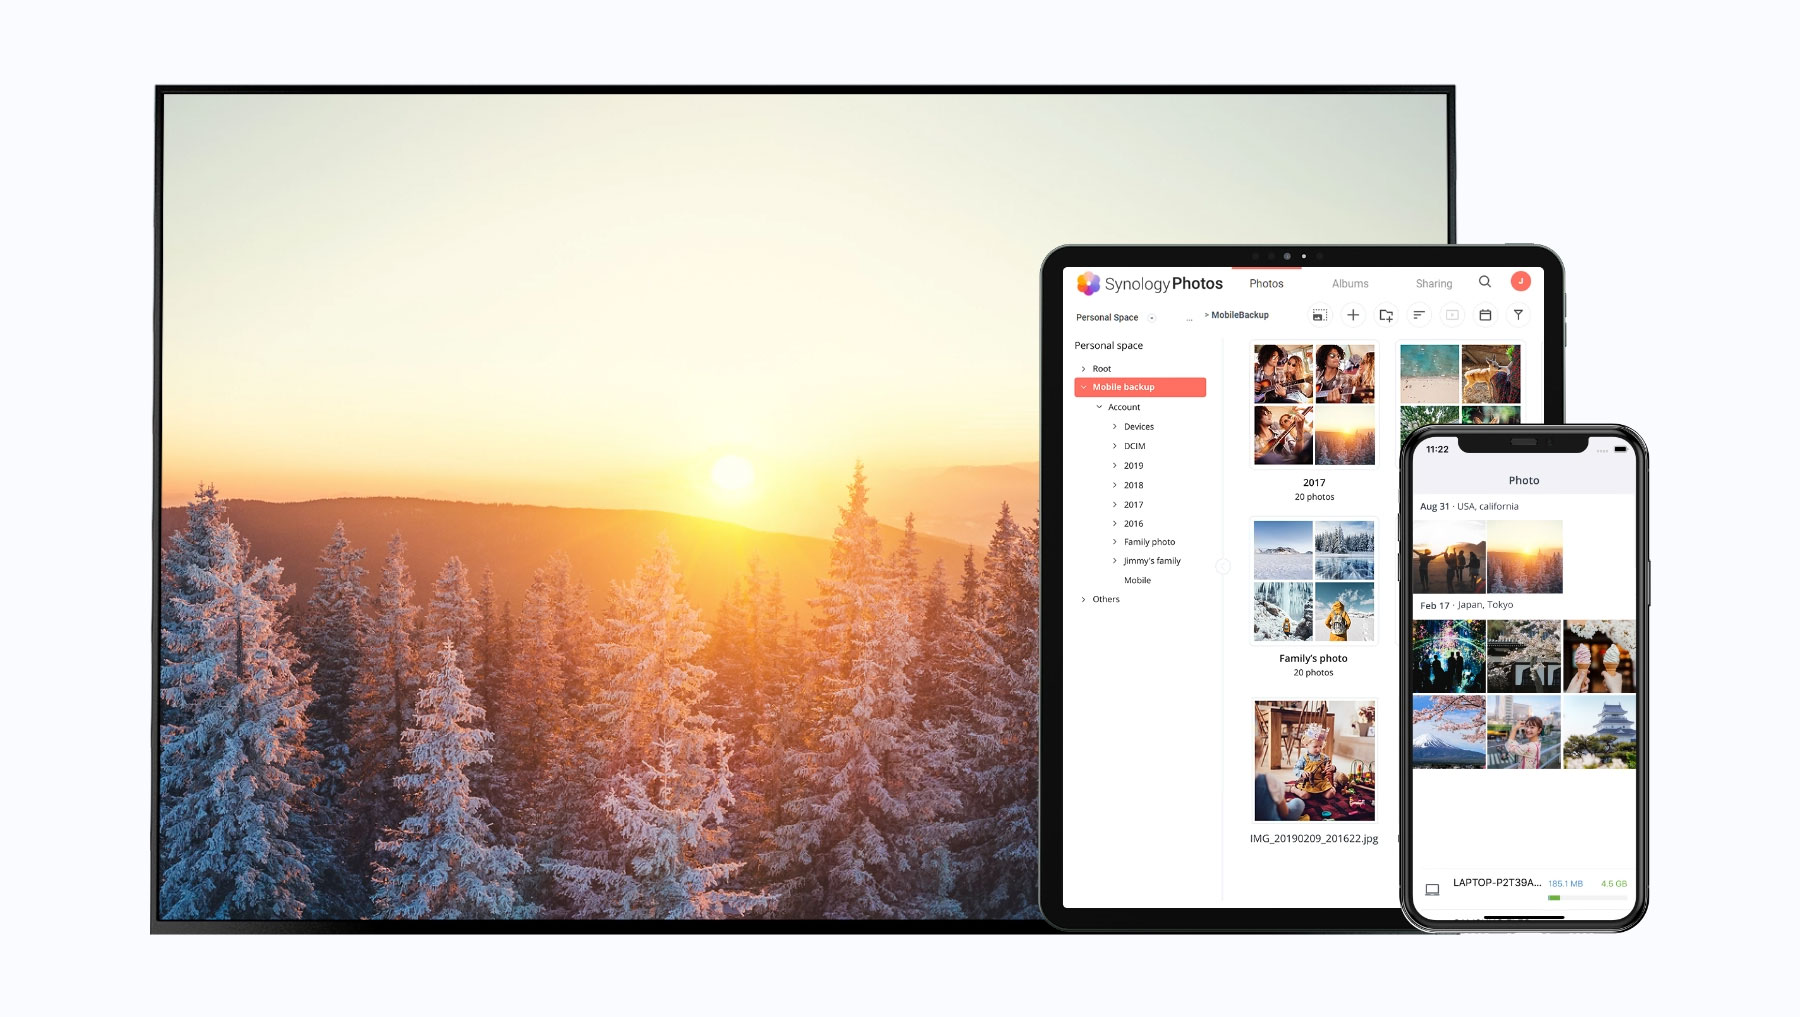 Synology Photos
Photos
Albums
Sharing
J
Personal Space
... > MobileBackup
Personal space
Root
Mobile backup
Account
Devices
DCIM
2019
2018
2017
2016
Family photo
Jimmy's family
Mobile
Others
2017
20 photos
Family's photo
20 photos
IMG_20190209_201622.jpg
11:22
Photo
Aug 31 · USA, california
Feb 17 · Japan, Tokyo
LAPTOP-P2T39A... 185.1 MB 4.5 GB